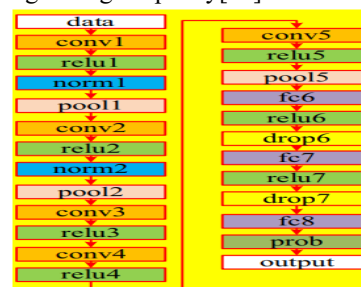 data
conv1
relu1
norm1
pool1
conv2
relu2
norm2
pool2
conv3
relu3
conv4
relu4
conv5
relu5
pool5
fc6
relu6
drop6
fc7
relu7
drop7
fc8
prob
output